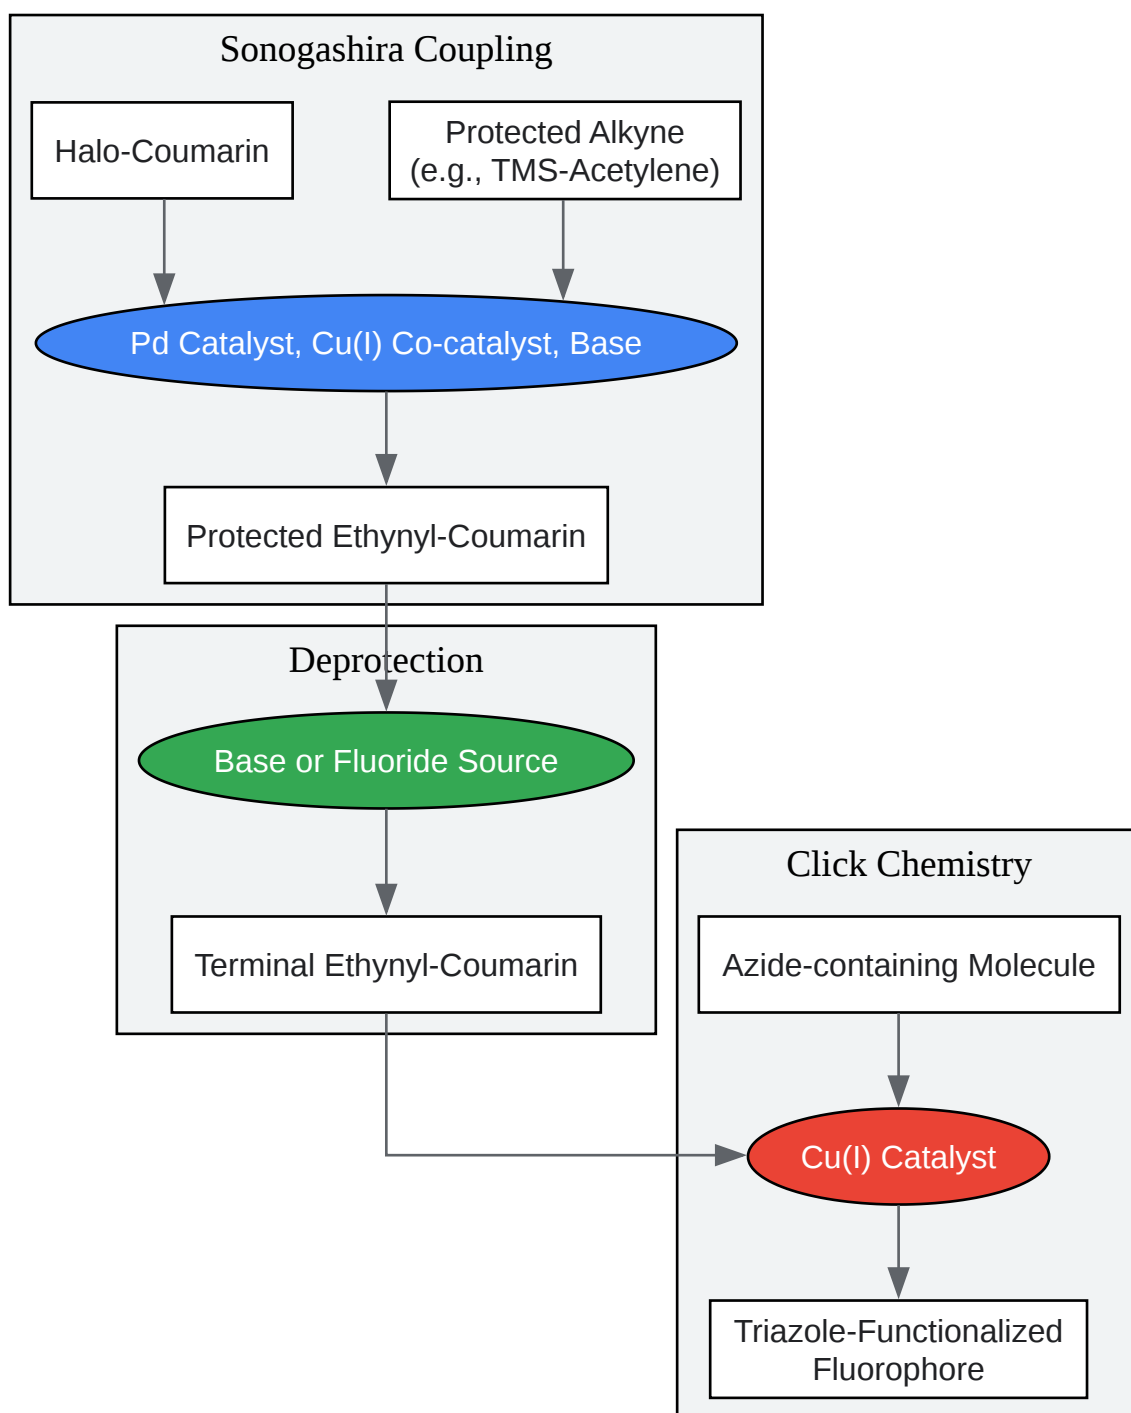 Sonogashira Coupling
Halo-Coumarin
Protected Alkyne
(e.g., TMS-Acetylene)
Pd Catalyst, Cu(I) Co-catalyst, Base
Protected Ethynyl-Coumarin
Deprotection
Base or Fluoride Source
Terminal Ethynyl-Coumarin
Click Chemistry
Azide-containing Molecule
Cu(I) Catalyst
Triazole-Functionalized
Fluorophore